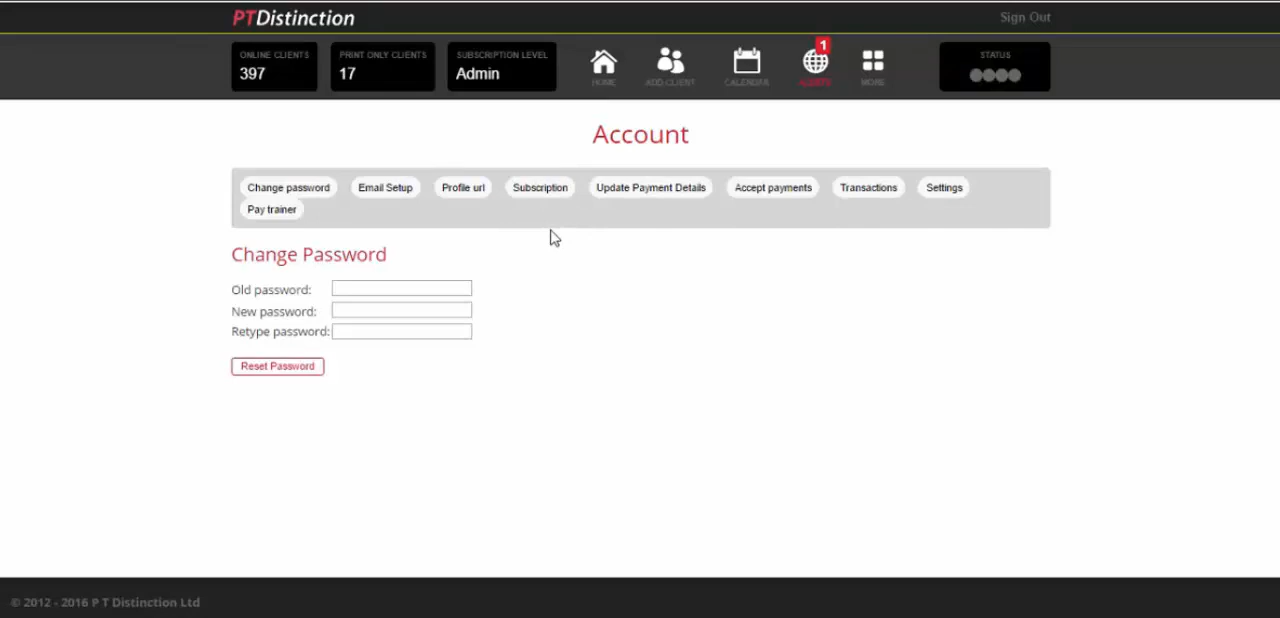 PTDistinction
Sign Out
ONLINE CLIENTS
397
PRINT ONLY CLIENTS
17
SUBSCRIPTION LEVEL
Admin
HOME
ADD CLIENT
CALENDAR
1
ALERTS
MORE
STATUS
Account
Change password Email Setup Profile url Subscription Update Payment Details Accept payments Transactions Settings
Pay trainer
Change Password
Old password:
New password:
Retype password:
Reset Password
© 2012 - 2016 P T Distinction Ltd